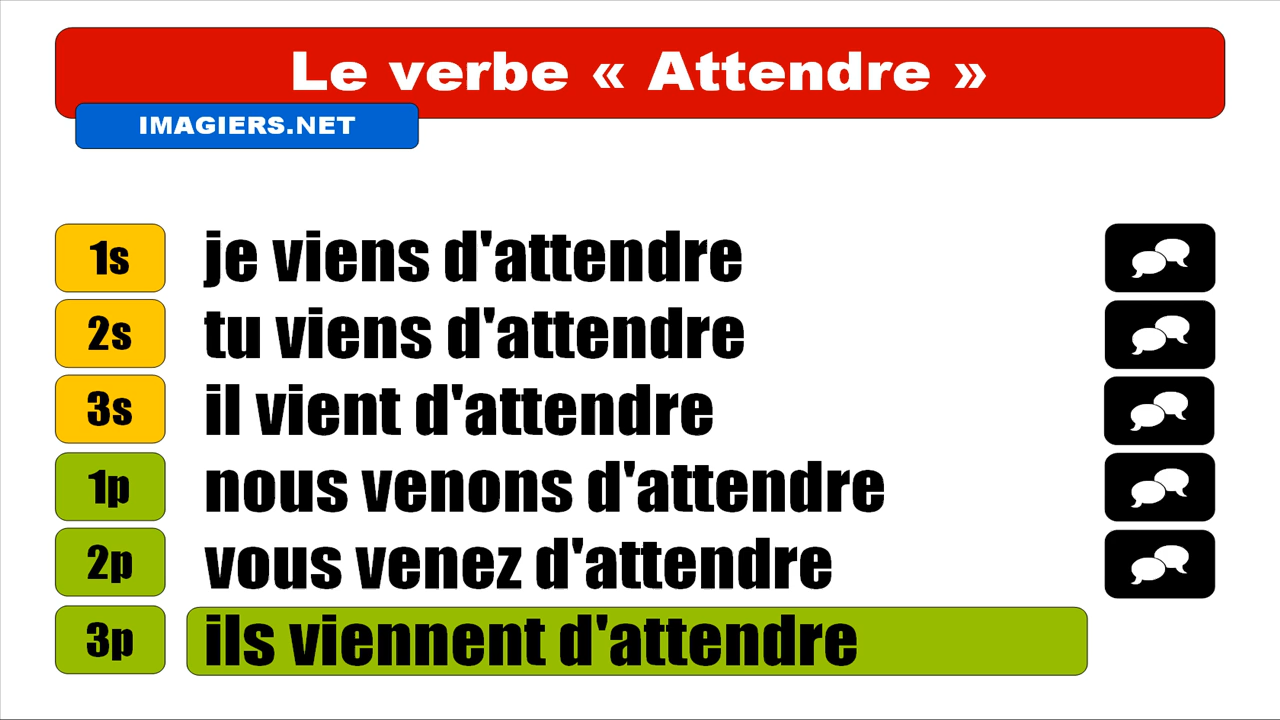 Le verbe « Attendre »
IMAGIERS.NET
1s je viens d'attendre
2s tu viens d'attendre
3s il vient d'attendre
1p nous venons d'attendre
2p vous venez d'attendre
3p ils viennent d'attendre